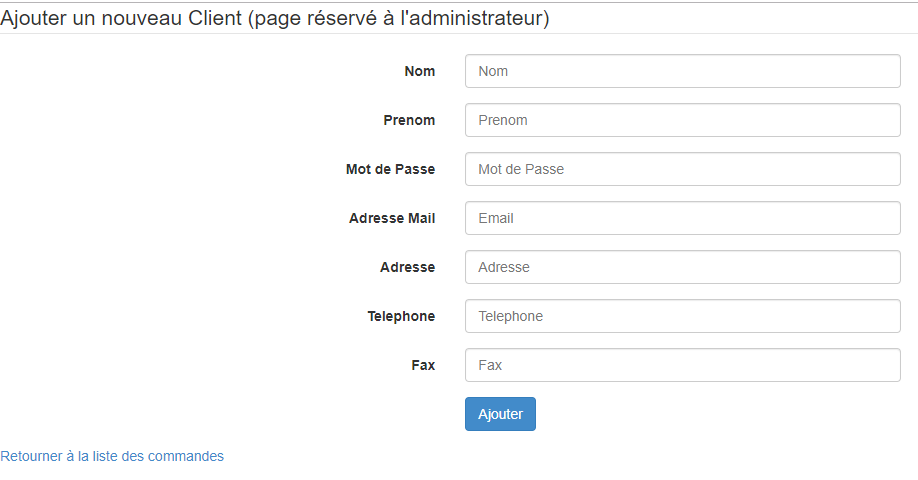 Ajouter un nouveau Client (page réservé à l'administrateur)
Nom Nom
Prenom Prenom
Mot de Passe Mot de Passe
Adresse Mail Email
Adresse Adresse
Telephone Telephone
Fax Fax
Ajouter
Retourner à la liste des commandes